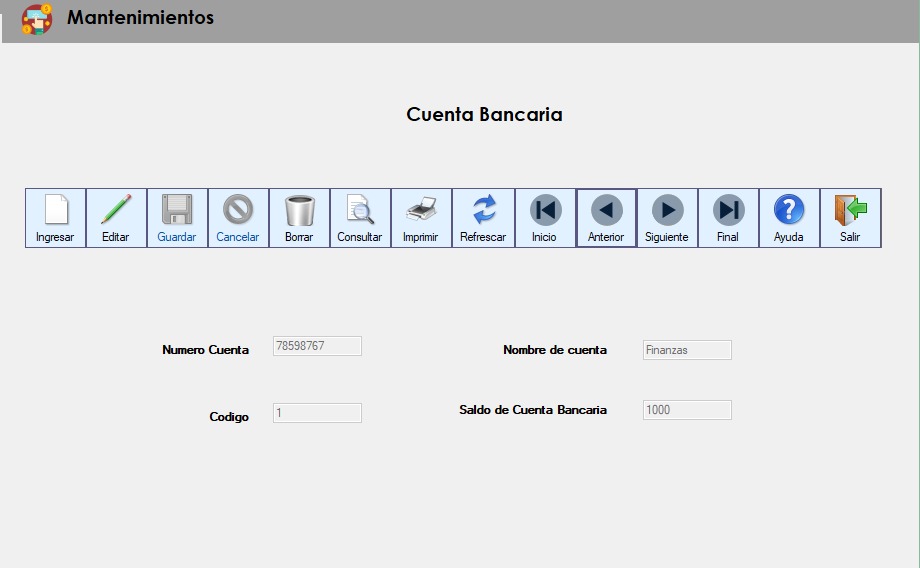 Mantenimientos
Cuenta Bancaria
Ingresar Editar Guardar Cancelar Borrar Consultar Imprimir Refrescar Inicio Anterior Siguiente Final Ayuda Salir
Numero Cuenta 78598767 Nombre de cuenta Finanzas
Codigo 1 Saldo de Cuenta Bancaria 1000